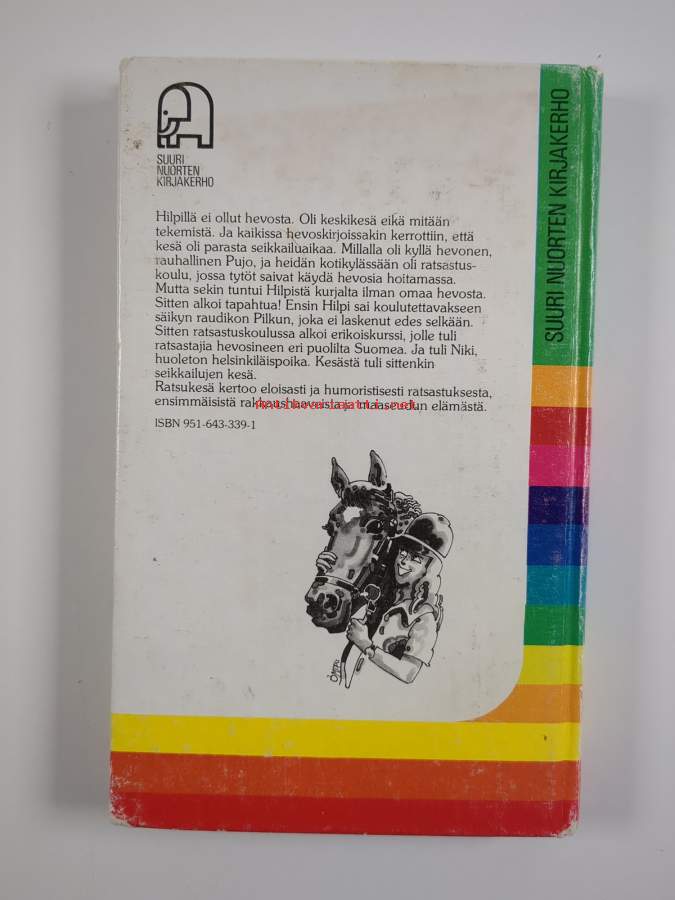 SUURI
NUORTEN
KIRJAKERHO
Hilpillä ei ollut hevosta. Oli keskikesä eikä mitään
tekemistä. Ja kaikissa hevoskirjoissakin kerrottiin, että
kesä oli parasta seikkailuaikaa. Millalla oli kyllä hevonen,
rauhallinen Pujo, ja heidän kotikylässään oli ratsastus-
koulu, jossa tytöt saivat käydä hevosia hoitamassa.
Mutta sekin tuntui Hilpistä kurjalta ilman omaa hevosta.
Sitten alkoi tapahtua! Ensin Hilpi sai koulutettavakseen
säikyn raudikon Pilkun, joka ei laskenut edes selkään.
Sitten ratsastuskoulussa alkoi erikoiskurssi, jolle tuli
ratsastajia hevosineen eri puolilta Suomea. Ja tuli Niki,
huoleton helsinkiläispoika. Kesästä tuli sittenkin
seikkailujen kesä.
Ratsukesä kertoo eloisasti ja humoristisesti ratsastuksesta,
ensimmäisistä rakkaushaaveista ja maaseudun elämästä.
ISBN 951-643-339-1
SUURI NUORTEN KIRJAKERHO